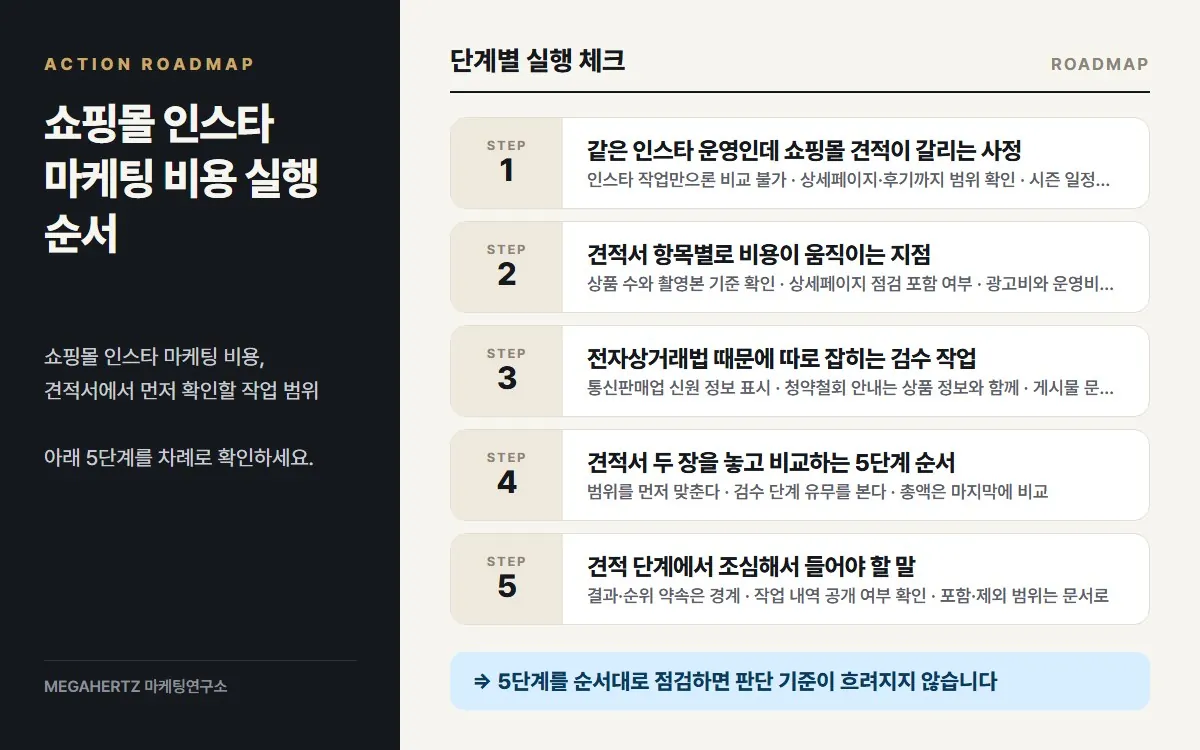 ACTION ROADMAP
쇼핑몰 인스타
마케팅 비용 실행
순서
쇼핑몰 인스타 마케팅 비용,
견적서에서 먼저 확인할 작업 범위
아래 5단계를 차례로 확인하세요.
MEGAHERTZ 마케팅연구소
단계별 실행 체크
ROADMAP
STEP
1
같은 인스타 운영인데 쇼핑몰 견적이 갈리는 사정
인스타 작업만으론 비교 불가 · 상세페이지·후기까지 범위 확인 · 시즌 일정...
STEP
2
견적서 항목별로 비용이 움직이는 지점
상품 수와 촬영본 기준 확인 · 상세페이지 점검 포함 여부 · 광고비와 운영비...
STEP
3
전자상거래법 때문에 따로 잡히는 검수 작업
통신판매업 신원 정보 표시 · 청약철회 안내는 상품 정보와 함께 · 게시물 문...
STEP
4
견적서 두 장을 놓고 비교하는 5단계 순서
범위를 먼저 맞춘다 · 검수 단계 유무를 본다 · 총액은 마지막에 비교
STEP
5
견적 단계에서 조심해서 들어야 할 말
결과·순위 약속은 경계 · 작업 내역 공개 여부 확인 · 포함·제외 범위는 문서로
→ 5단계를 순서대로 점검하면 판단 기준이 흐려지지 않습니다